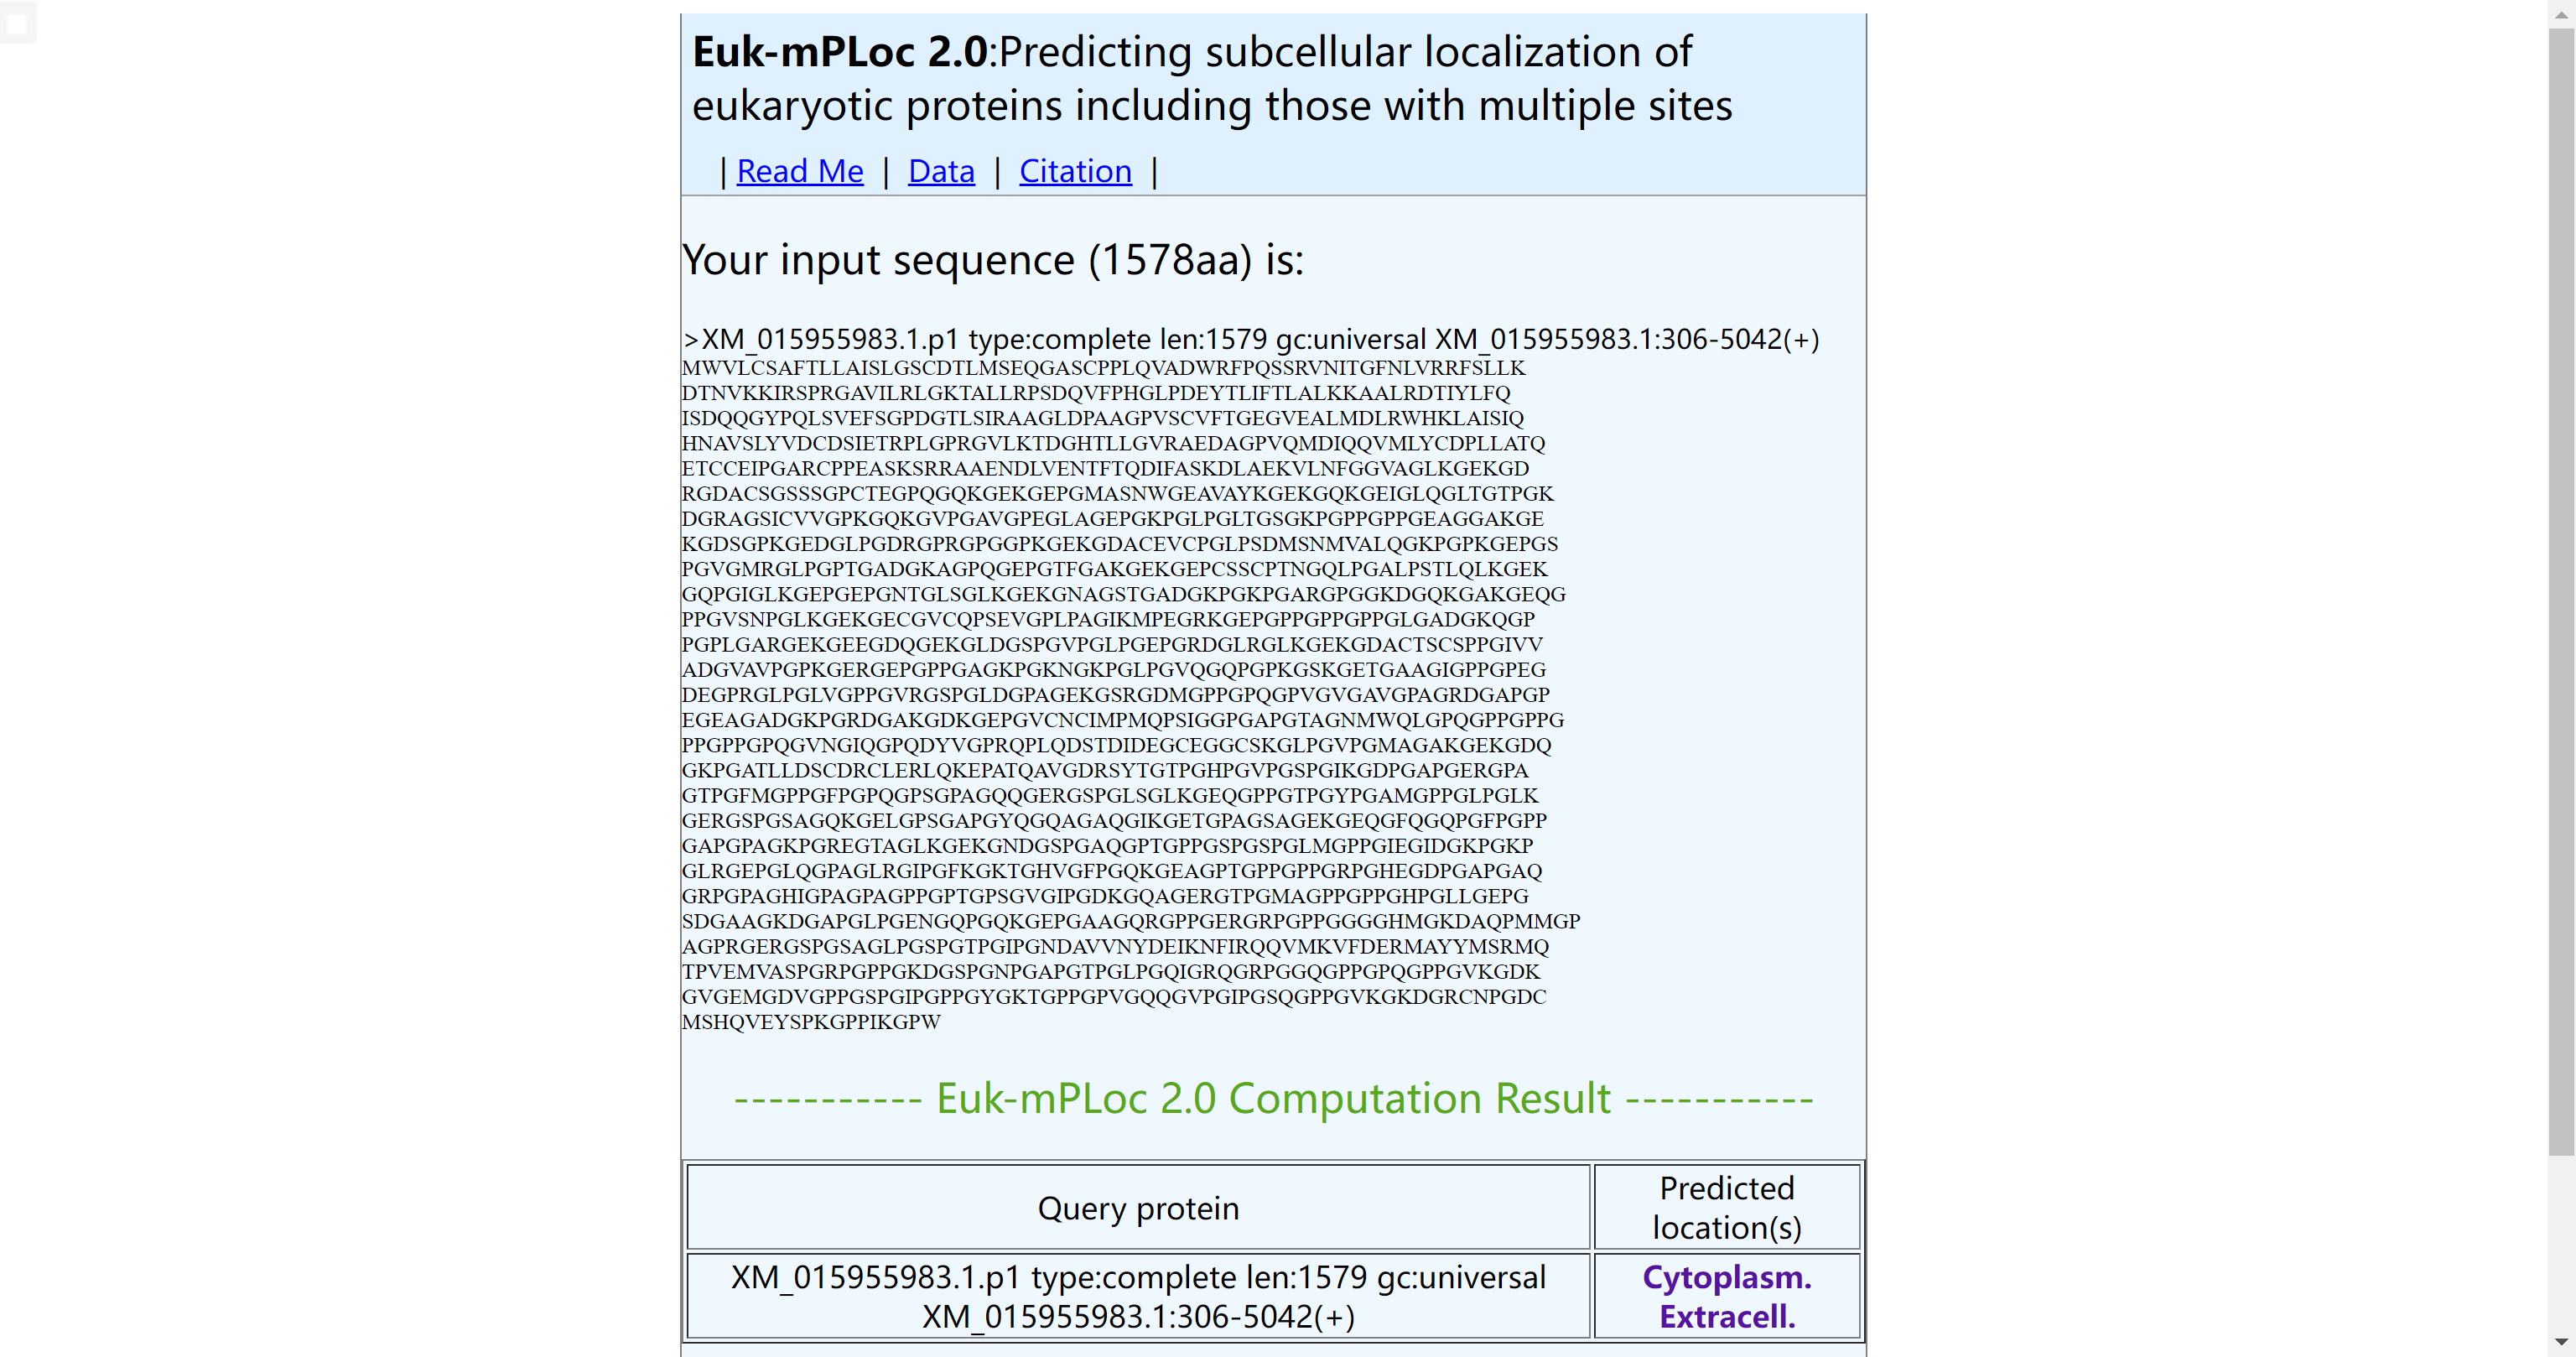 Euk-mPLoc 2.0:Predicting subcellular localization of
eukaryotic proteins including those with multiple sites
| Read Me | Data | Citation |
Your input sequence (1578aa) is:
>XM_015955983.1.p1 type:complete len:1579 gc:universal XM_015955983.1:306-5042(+)
MWVLCSAFTLLAISLGSCDTLMSEQGASCPPLQVADWRFPQSSRVNITGFNLVRRFSLLK
DTNVKKIRSPRGAVILRLGKTALLRPSDQVFPHGLPDEYTLIFTLALKKAALRDTIYLFQ
ISDQQGYPQLSVEFSGPDGTLSIRAAGLDPAAGPVSCVFTGEGVEALMDLRWHKLAISIQ
HNAVSLYVDCDSIETRPLGPRGVLKTDGHTLLGVRAEDAGPVQMDIQQVMLYCDPLLATQ
ETCCEIPGARCPPEASKSRRAAENDLVENTFTQDIFASKDLAEKVLNFGGVAGLKGEKGD
RGDACSGSSSGPCTEGPQGQKGEKGEPGMASNWGEAVAYKGEKGQKGEIGLQGLTGTPGK
DGRAGSICVVGPKGQKGVPGAVGPEGLAGEPGKPGLPGLTGSGKPGPPGPPGEAGGAKGE
KGDSGPKGEDGLPGDRGPRGPGGPKGEKGDACEVCPGLPSDMSNMVALQGKPGPKGEPGS
PGVGMRGLPGPTGADGKAGPQGEPGTFGAKGEKGEPCSSCPTNGQLPGALPSTLQLKGEK
GQPGIGLKGEPGEPGNTGLSGLKGEKGNAGSTGADGKPGKPGARGPGGKDGQKGAKGEQG
PPGVSNPGLKGEKGECGVCQPSEVGPLPAGIKMPEGRKGEPGPPGPPGPPGLGADGKQGP
PGPLGARGEKGEEGDQGEKGLDGSPGVPGLPGEPGRDGLRGLKGEKGDACTSCSPPGIVV
ADGVAVPGPKGERGEPGPPGAGKPGKNGKPGLPGVQGQPGPKGSKGETGAAGIGPPGPEG
DEGPRGLPGLVGPPGVRGSPGLDGPAGEKGSRGDMGPPGPQGPVGVGAVGPAGRDGAPGP
EGEAGADGKPGRDGAKGDKGEPGVCNCIMPMQPSIGGPGAPGTAGNMWQLGPQGPPGPPG
PPGPPGPQGVNGIQGPQDYVGPRQPLQDSTDIDEGCEGGCSKGLPGVPGMAGAKGEKGDQ
GKPGATLLDSCDRCLERLQKEPATQAVGDRSYTGTPGHPGVPGSPGIKGDPGAPGERGPA
GTPGFMGPPGFPGPQGPSGPAGQQGERGSPGLSGLKGEQGPPGTPGYPGAMGPPGLPGLK
GERGSPGSAGQKGELGPSGAPGYQGQAGAQGIKGETGPAGSAGEKGEQGFQGQPGFPGPP
GAPGPAGKPGREGTAGLKGEKGNDGSPGAQGPTGPPGSPGSPGLMGPPGIEGIDGKPGKP
GLRGEPGLQGPAGLRGIPGFKGKTGHVGFPGQKGEAGPTGPPGPPGRPGHEGDPGAPGAQ
GRPGPAGHIGPAGPAGPPGPTGPSGVGIPGDKGQAGERGTPGMAGPPGPPGHPGLLGEPG
SDGAAGKDGAPGLPGENGQPGQKGEPGAAGQRGPPGERGRPGPPGGGGHMGKDAQPMMGP
AGPRGERGSPGSAGLPGSPGTPGIPGNDAVVNYDEIKNFIRQQVMKVFDERMAYYMSRMQ
TPVEMVASPGRPGPPGKDGSPGNPGAPGTPGLPGQIGRQGRPGGQGPPGPQGPPGVKGDK
GVGEMGDVGPPGSPGIPGPPGYGKTGPPGPVGQQGVPGIPGSQGPPGVKGKDGRCNPGDC
MSHQVEYSPKGPPIKGPW
----------- Euk-mPLoc 2.0 Computation Result -----------
Query protein
Predicted
location(s)
XM_015955983.1.p1 type:complete len:1579 gc:universal
XM_015955983.1:306-5042(+)
Cytoplasm.
Extracell.